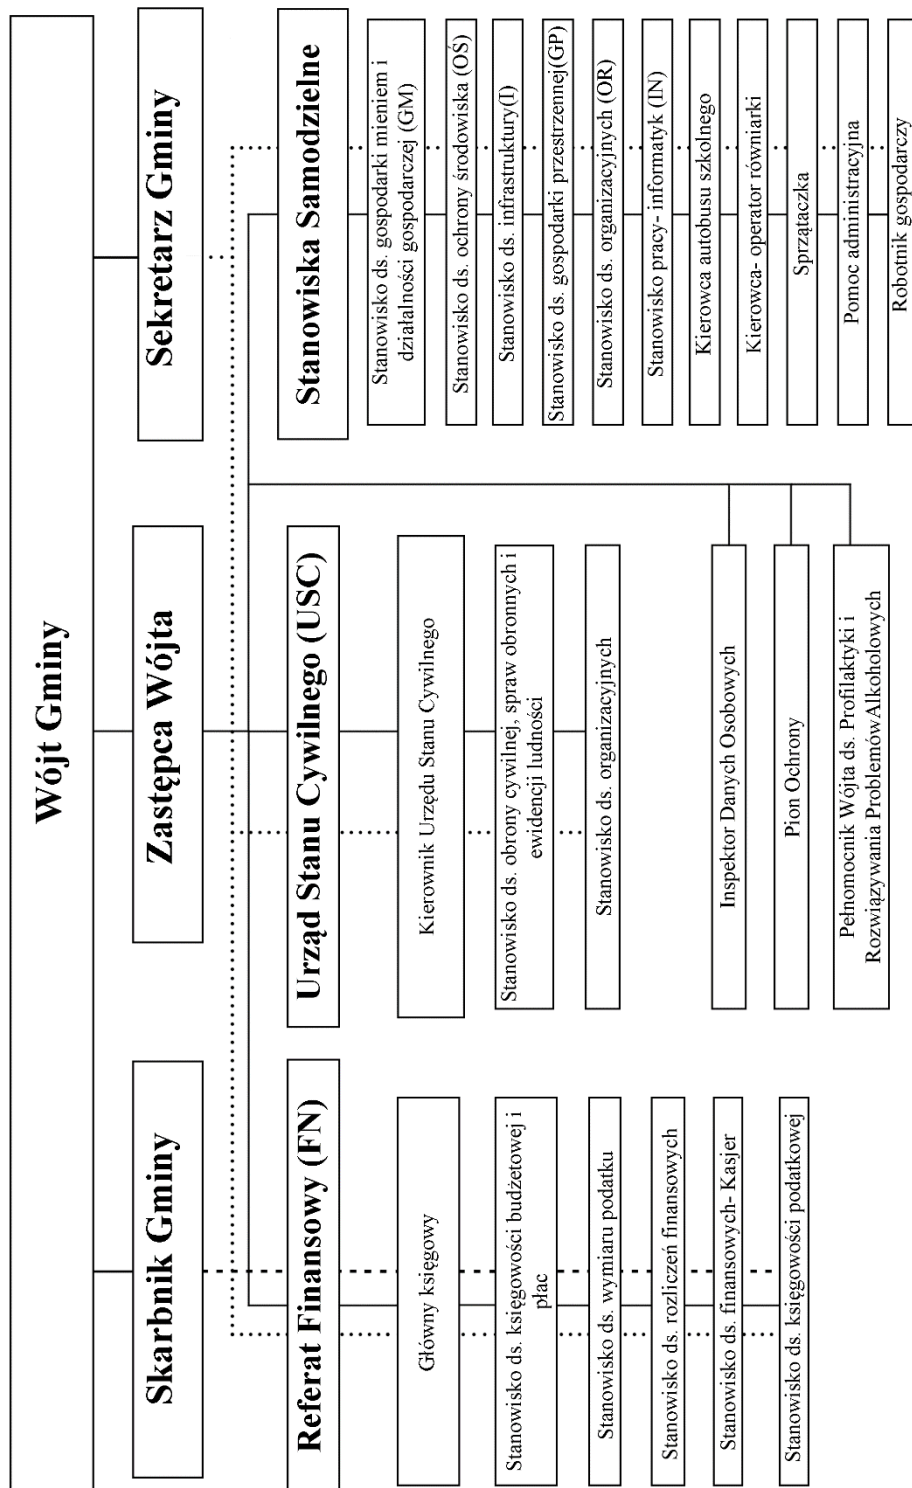 Wójt Gminy
Skarbnik Gminy
Zastępca Wójta
Sekretarz Gminy
Referat Finansowy (FN)
Główny księgowy
Stanowisko ds. księgowości budżetowej i
płac
Stanowisko ds. wymiaru podatku
Stanowisko ds. rozliczeń finansowych
Stanowisko ds. finansowych- Kasjer
Stanowisko ds. księgowości podatkowej
Urząd Stanu Cywilnego (USC)
Kierownik Urzędu Stanu Cywilnego
Stanowisko ds. obrony cywilnej, spraw obronnych i
ewidencji ludności
Stanowisko ds. organizacyjnych
Inspektor Danych Osobowych
Pion Ochrony
Pełnomocnik Wójta ds. Profilaktyki i
Rozwiązywania ProblemówAlkoholowych
Stanowiska Samodzielne
Stanowisko ds. gospodarki mieniem i
działalności gospodarczej (GM)
Stanowisko ds. ochrony środowiska (OŚ)
Stanowisko ds. infrastruktury(I)
Stanowisko ds. gospodarki przestrzennej(GP)
Stanowisko ds. organizacyjnych (OR)
Stanowisko pracy- informatyk (IN)
Kierowca autobusu szkolnego
Kierowca- operator równiarki
Sprzątaczka
Pomoc administracyjna
Robotnik gospodarczy